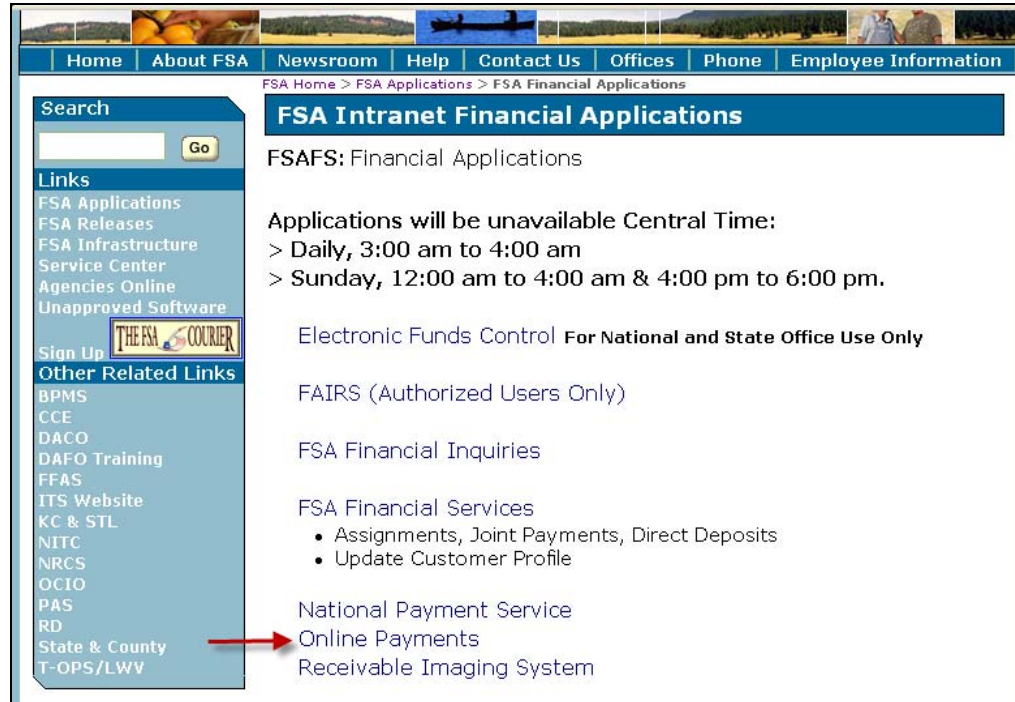 Home About FSA Newsroom Help Contact Us Offices Phone Employee Information
FSA Home > FSA Applications > FSA Financial Applications
Search
Go
Links
FSA Applications
FSA Releases
FSA Infrastructure
Service Center
Agencies Online
Unapproved Software
Sign Up THE FSA COURIER
Other Related Links
BPMS
CCE
DACO
DAFO Training
FFAS
ITS Website
KC & STL
NITC
NRCS
OCIO
PAS
RD
State & County
T-OPS/LWV
FSA Intranet Financial Applications
FSAFS: Financial Applications
Applications will be unavailable Central Time:
> Daily, 3:00 am to 4:00 am
> Sunday, 12:00 am to 4:00 am & 4:00 pm to 6:00 pm.
Electronic Funds Control For National and State Office Use Only
FAIRS (Authorized Users Only)
FSA Financial Inquiries
FSA Financial Services
• Assignments, Joint Payments, Direct Deposits
• Update Customer Profile
National Payment Service
Online Payments
Receivable Imaging System